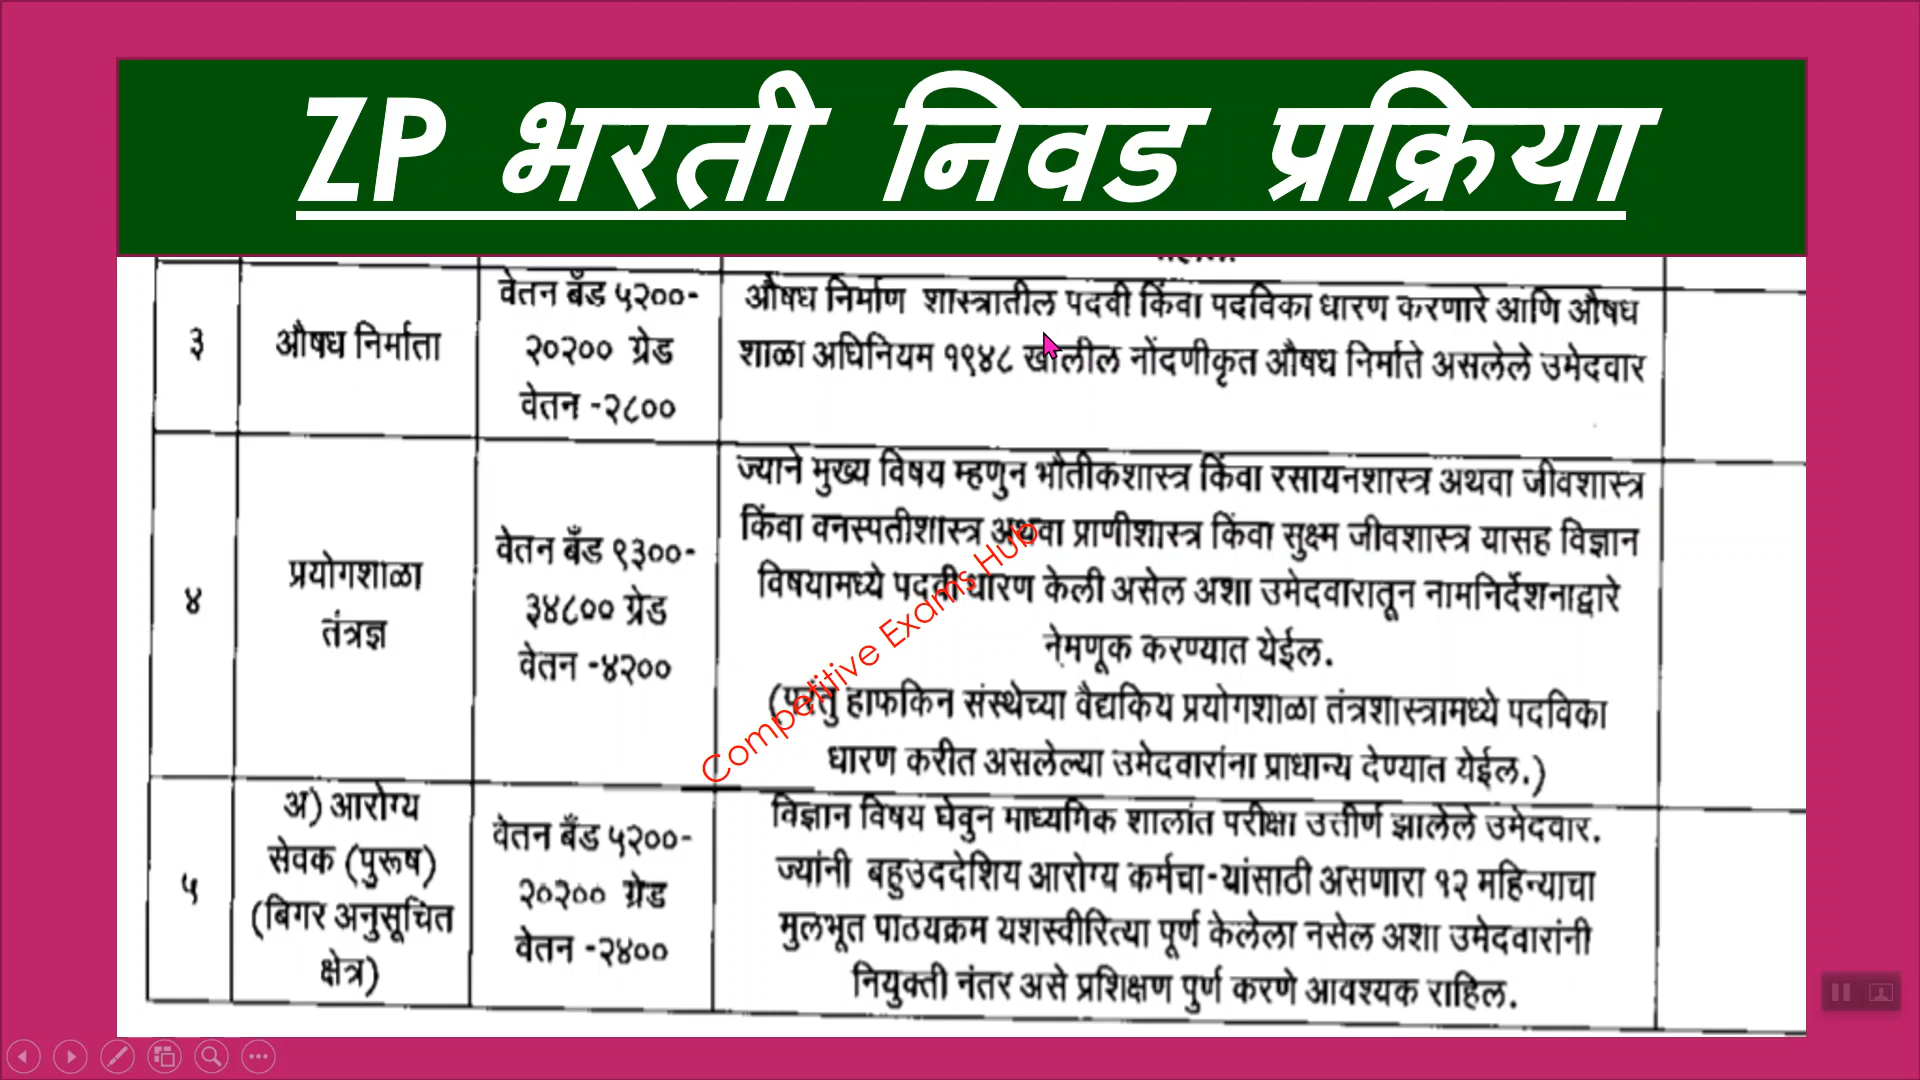 ZP भरती निवड प्रक्रिया
३
औषध निर्माता
वेतन बँड ५२००-
२०२०० ग्रेड
वेतन -२८००
औषध निर्माण शास्त्रातील पदवी किंवा पदविका धारण करणारे आणि औषध
शाळा अधिनियम १९४८ खालील नोंदणीकृत औषध निर्माते असलेले उमेदवार
४
प्रयोगशाळा
तंत्रज्ञ
वेतन बँड ९३००-
३४८०० ग्रेड
वेतन -४२००
ज्याने मुख्य विषय म्हणुन भौतीकशास्त्र किंवा रसायनशास्त्र अथवा जीवशास्त्र
किंवा वनस्पतीशास्त्र अथवा प्राणीशास्त्र किंवा सुक्ष्म जीवशास्त्र यासह विज्ञान
विषयामध्ये पदवी धारण केली असेल अशा उमेदवारातून नामनिर्देशनाद्वारे
नेमणूक करण्यात येईल.
(परंतु हाफकिन संस्थेच्या वैद्यकिय प्रयोगशाळा तंत्रशास्त्रामध्ये पदविका
धारण करीत असलेल्या उमेदवारांना प्राधान्य देण्यात येईल.)
Competitive Exams Hub
५
अ) आरोग्य
सेवक (पुरूष)
(बिगर अनुसूचित
क्षेत्र)
वेतन बँड ५२००-
२०२०० ग्रेड
वेतन -२४००
विज्ञान विषय घेवुन माध्यमिक शालांत परीक्षा उत्तीर्ण झालेले उमेदवार.
ज्यांनी बहुउददेशिय आरोग्य कर्मचा-यांसाठी असणारा १२ महिन्याचा
मुलभूत पाठयक्रम यशस्वीरित्या पूर्ण केलेला नसेल अशा उमेदवारांनी
नियुक्ती नंतर असे प्रशिक्षण पुर्ण करणे आवश्यक राहिल.